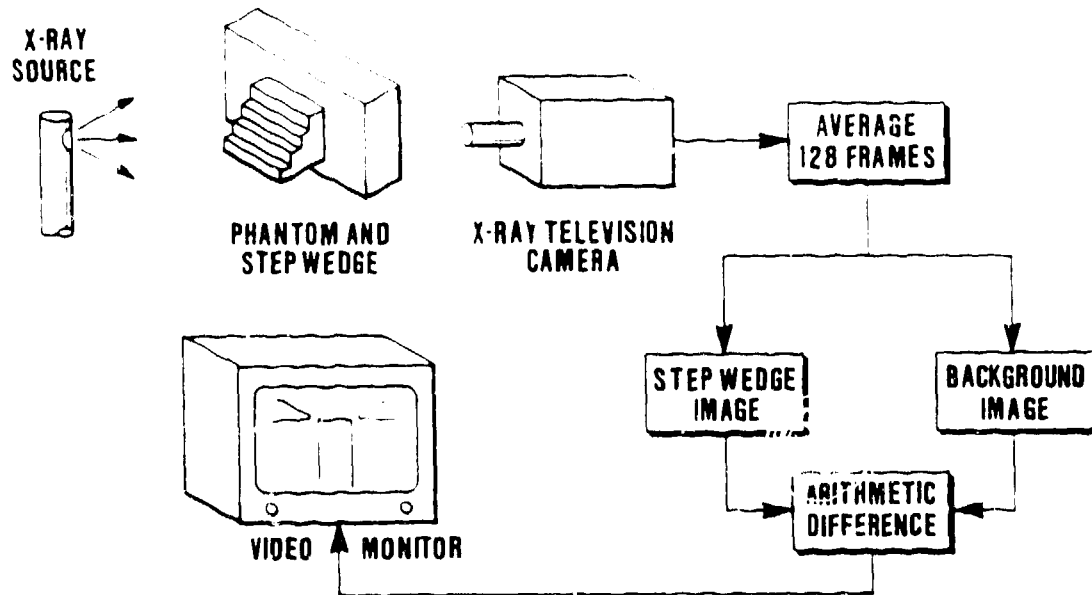 X-RAY
SOURCE
PHANTOM AND
STEP WEDGE
X-RAY TELEVISION
CAMERA
AVERAGE
128 FRAMES
STEP WEDGE
IMAGE
BACKGROUND
IMAGE
ARITHMETIC
DIFFERENCE
VIDEO MONITOR